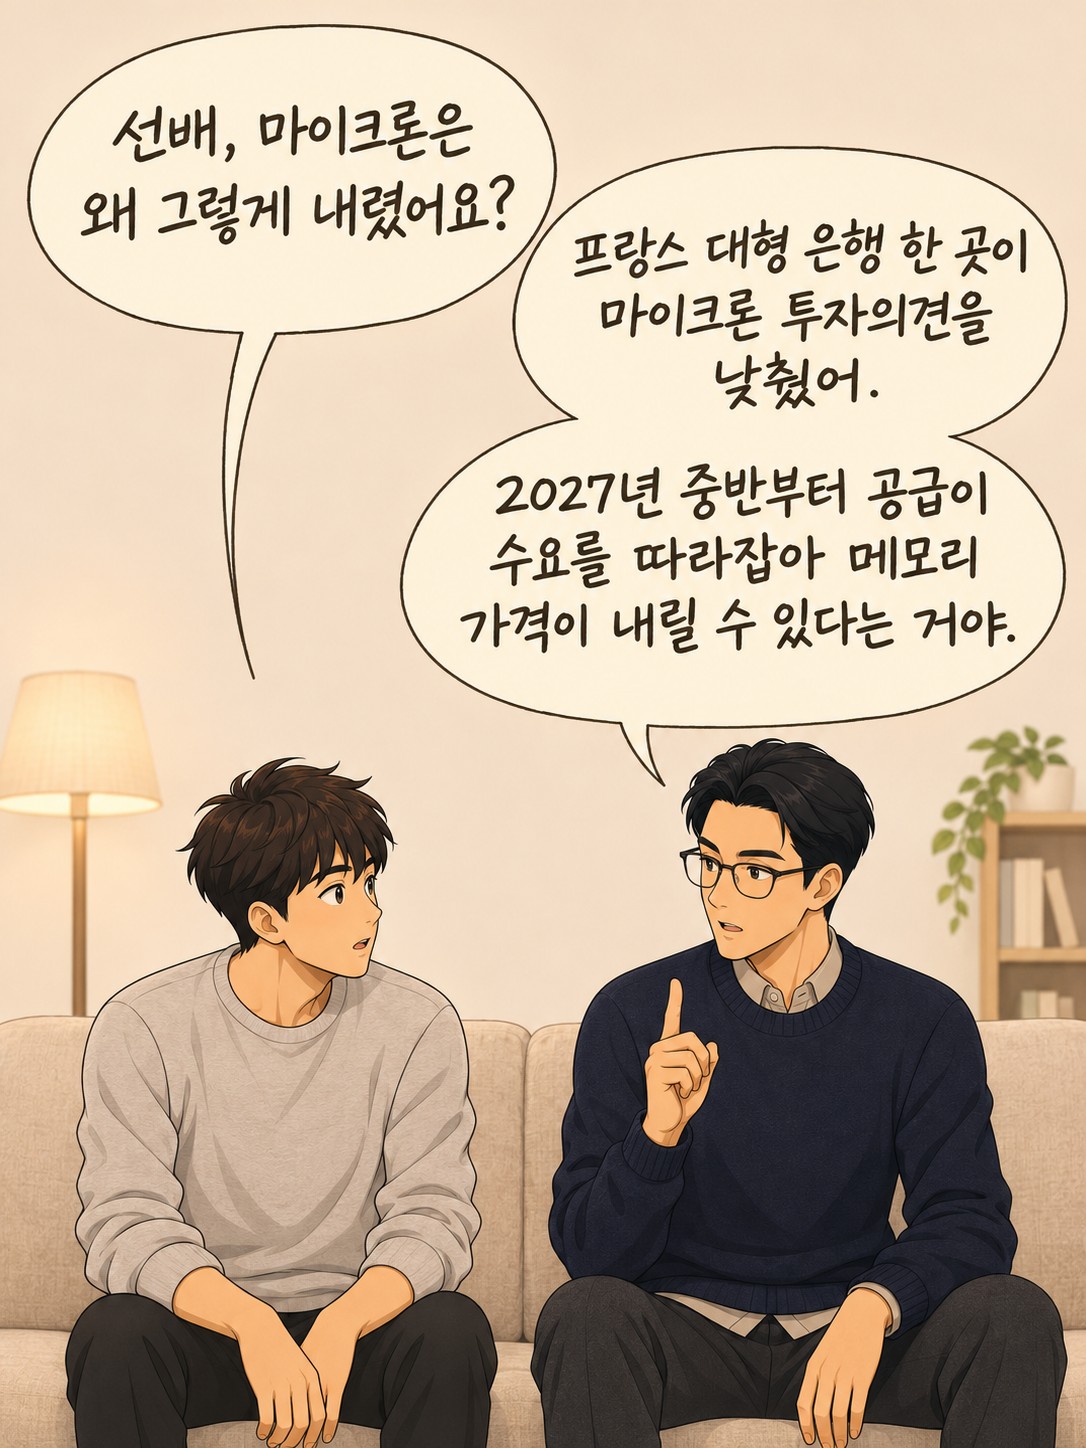 선배, 마이크론은
왜 그렇게 내렸어요?
프랑스 대형 은행 한 곳이
마이크론 투자의견을
낮췄어.
2027년 중반부터 공급이
수요를 따라잡아 메모리
가격이 내릴 수 있다는 거야.